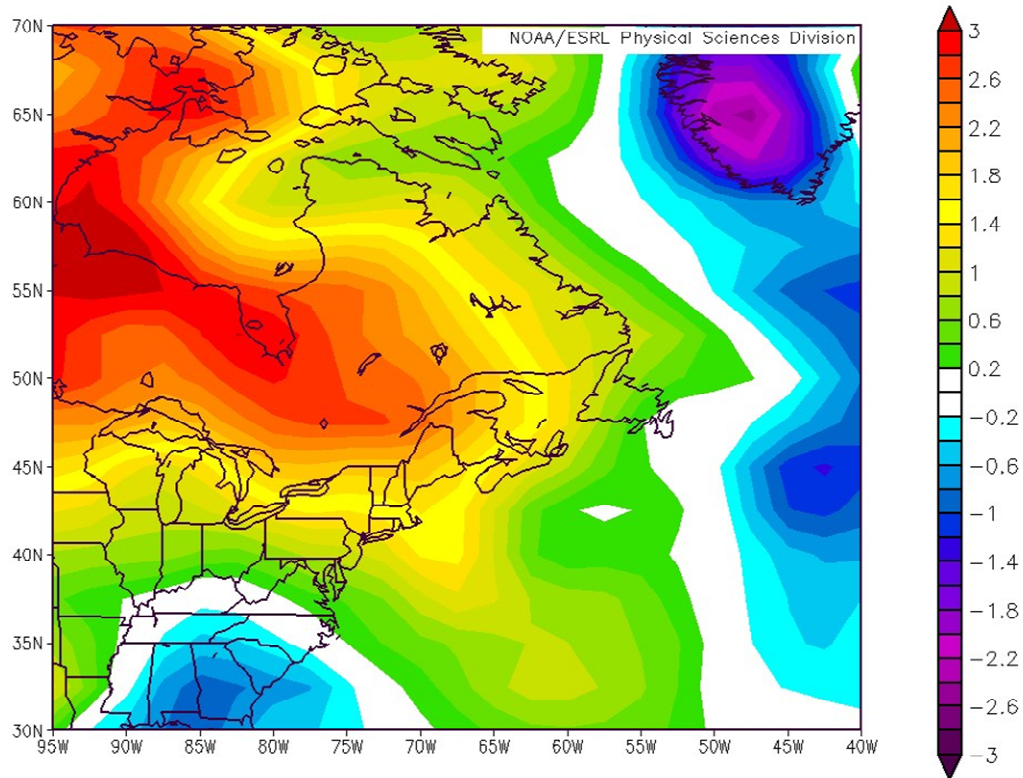 NOAA/ESRL Physical Sciences Division
70N
65N
60N
55N
50N
45N
40N
35N
30N
95W 90W 85W 80W 75W 70W 65W 60W 55W 50W 45W 40W
3
2.6
2.2
1.8
1.4
1
0.6
0.2
−0.2
−0.6
−1
−1.4
−1.8
−2.2
−2.6
−3